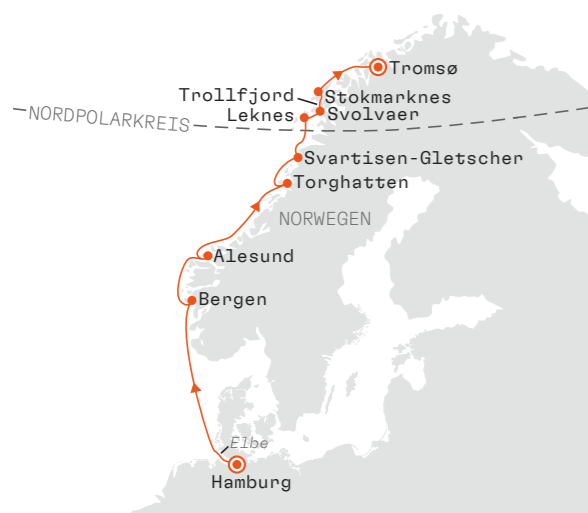 Tromsø
Trollfjord
Stokmarknes
Leknes
Svolvaer
NORDPOLARKREIS
Svartisen-Gletscher
Torghatten
NORWEGEN
Alesund
Bergen
Elbe
Hamburg